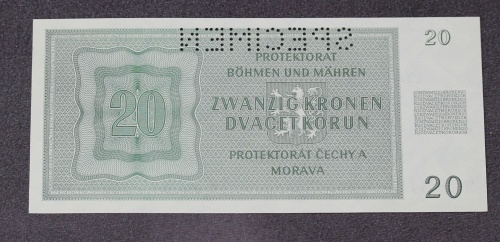 SPECIMEN
PROTEKTORAT
BÖHMEN UND MÄHREN
20
20
ZWANZIG KRONEN
DVACET KORUN
PROTEKTORÁT ČECHY A
MORAVA
20